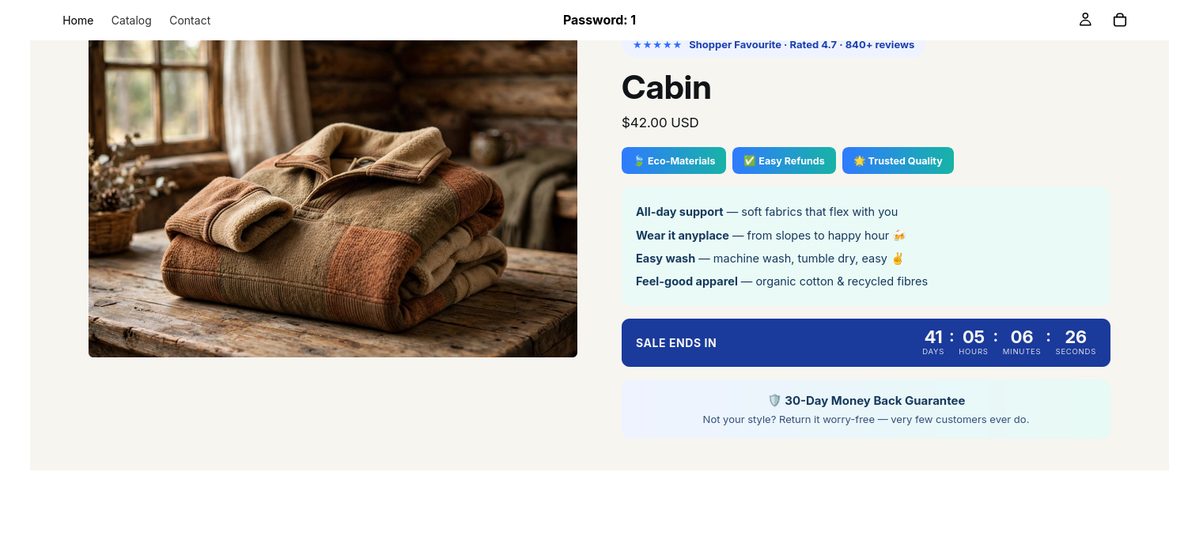 Home Catalog Contact
Password: 1
★★★★★ Shopper Favourite · Rated 4.7 · 840+ reviews
Cabin
$42.00 USD
🍃 Eco-Materials ✅ Easy Refunds 🌟 Trusted Quality
All-day support — soft fabrics that flex with you
Wear it anyplace — from slopes to happy hour 🍻
Easy wash — machine wash, tumble dry, easy ✌️
Feel-good apparel — organic cotton & recycled fibres
SALE ENDS IN
41 : 05 : 06 : 26
DAYS HOURS MINUTES SECONDS
🛡️ 30-Day Money Back Guarantee
Not your style? Return it worry-free — very few customers ever do.